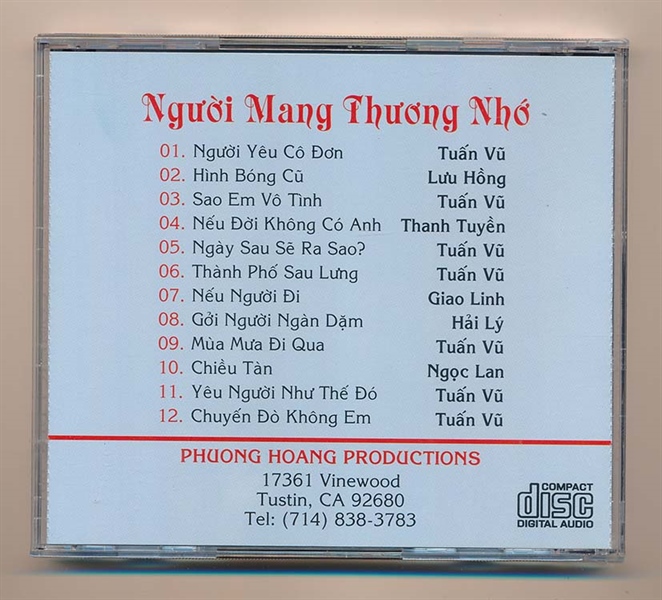 Người Mang Thương Nhớ
01. Người Yêu Cô Đơn Tuấn Vũ
02. Hình Bóng Cũ Lưu Hồng
03. Sao Em Vô Tình Tuấn Vũ
04. Nếu Đời Không Có Anh Thanh Tuyền
05. Ngày Sau Sẽ Ra Sao? Tuấn Vũ
06. Thành Phố Sau Lưng Tuấn Vũ
07. Nếu Người Đi Giao Linh
08. Gởi Người Ngàn Dặm Hải Lý
09. Mùa Mưa Đi Qua Tuấn Vũ
10. Chiều Tàn Ngọc Lan
11. Yêu Người Như Thế Đó Tuấn Vũ
12. Chuyến Đò Không Em Tuấn Vũ
PHUONG HOANG PRODUCTIONS
17361 Vinewood
Tustin, CA 92680
Tel: (714) 838-3783
COMPACT
disc
DIGITAL AUDIO